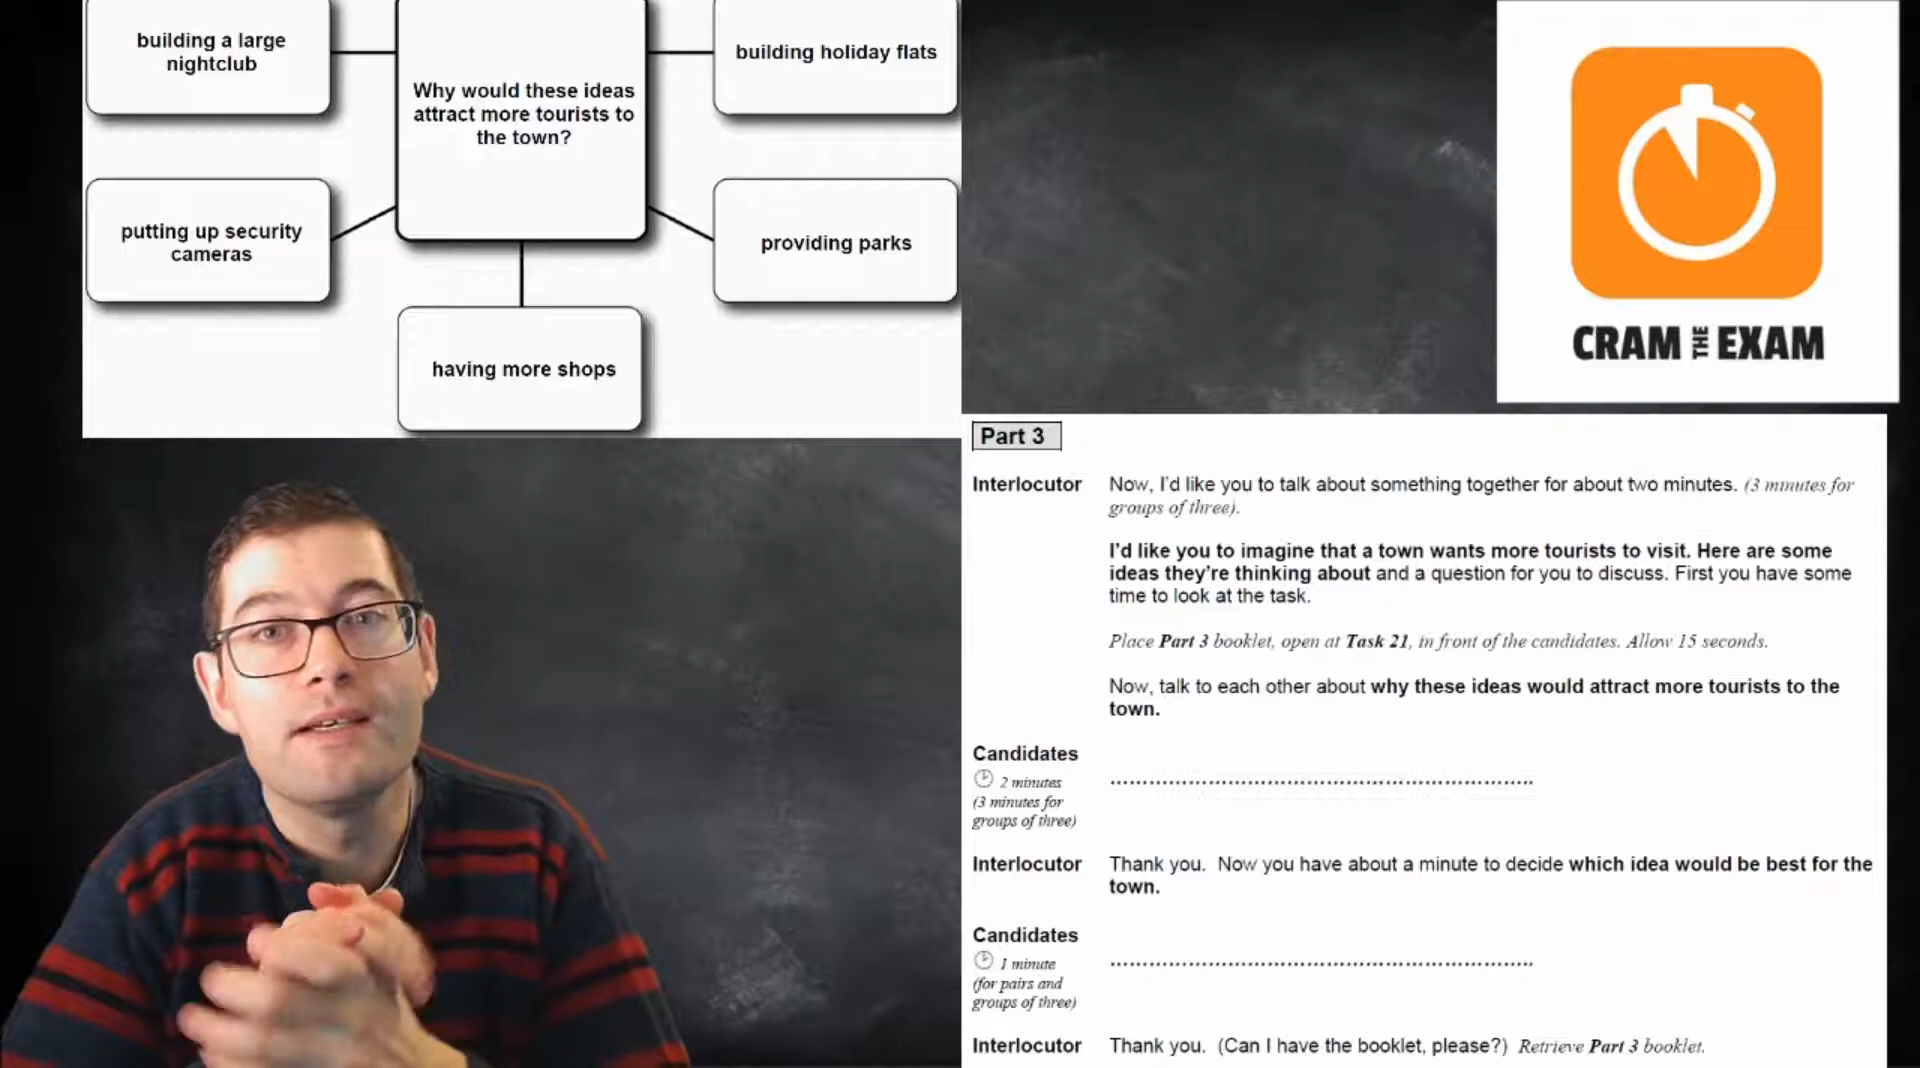 building a large
nightclub
Why would these ideas
attract more tourists to
the town?
building holiday flats
putting up security
cameras
providing parks
having more shops
CRAM THE EXAM
Part 3
Interlocutor
Now, I'd like you to talk about something together for about two minutes. (3 minutes for
groups of three).
I'd like you to imagine that a town wants more tourists to visit. Here are some
ideas they're thinking about and a question for you to discuss. First you have some
time to look at the task.
Place Part 3 booklet, open at Task 21, in front of the candidates. Allow 15 seconds.
Now, talk to each other about why these ideas would attract more tourists to the
town.
Candidates
2 minutes
(3 minutes for
groups of three)
..................................................................
Interlocutor
Thank you. Now you have about a minute to decide which idea would be best for the
town.
Candidates
1 minute
(for pairs and
groups of three)
..................................................................
Interlocutor
Thank you. (Can I have the booklet, please?) Retrieve Part 3 booklet.